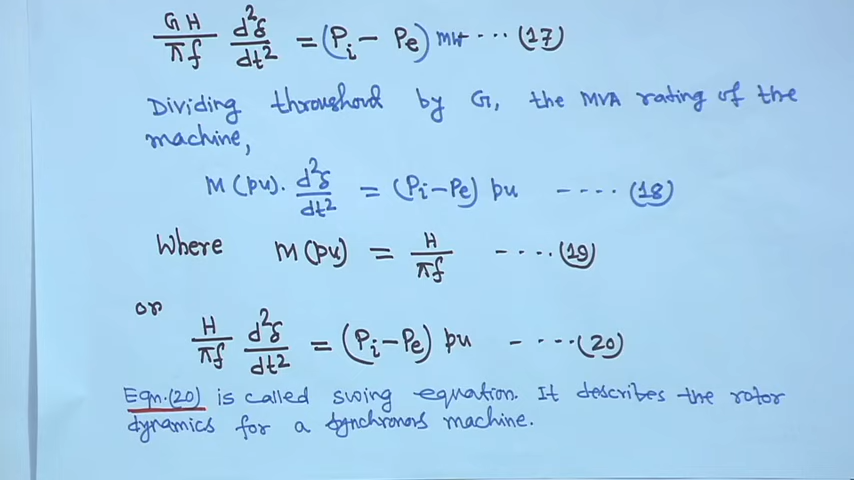 GH/πf d²δ/dt² = (Pi − Pe) MW ... (17)
Dividing throughout by G, the MVA rating of the
machine,
M(pu). d²δ/dt² = (Pi−Pe) pu ---- (18)
Where M(pu) = H/πf ---- (19)
or
H/πf d²δ/dt² = (Pi−Pe) pu ---- (20)
Eqn.(20) is called swing equation. It describes the rotor
dynamics for a synchronous machine.